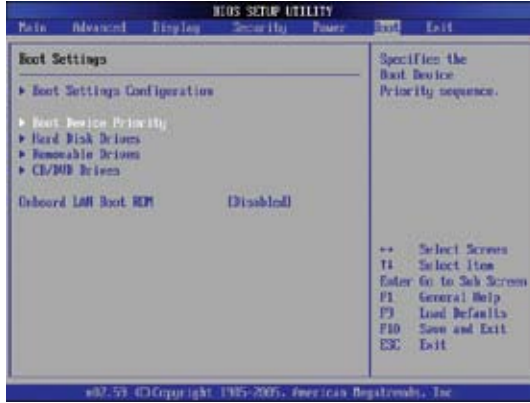 BIOS SETUP UTILITY
Main Advanced Display Security Power Boot Exit
Boot Settings
Boot Settings Configuration
Boot Device Priority
Hard Disk Drives
Removable Drives
CD/DVD Drives
Onboard LAN Boot ROM [Disabled]
Specifies the
Boot Device
Priority sequence.
↔ Select Screen
↑↓ Select Item
Enter Go to Sub Screen
F1 General Help
F9 Load Defaults
F10 Save and Exit
ESC Exit
v02.59 (C)Copyright 1985-2005, American Megatrends, Inc